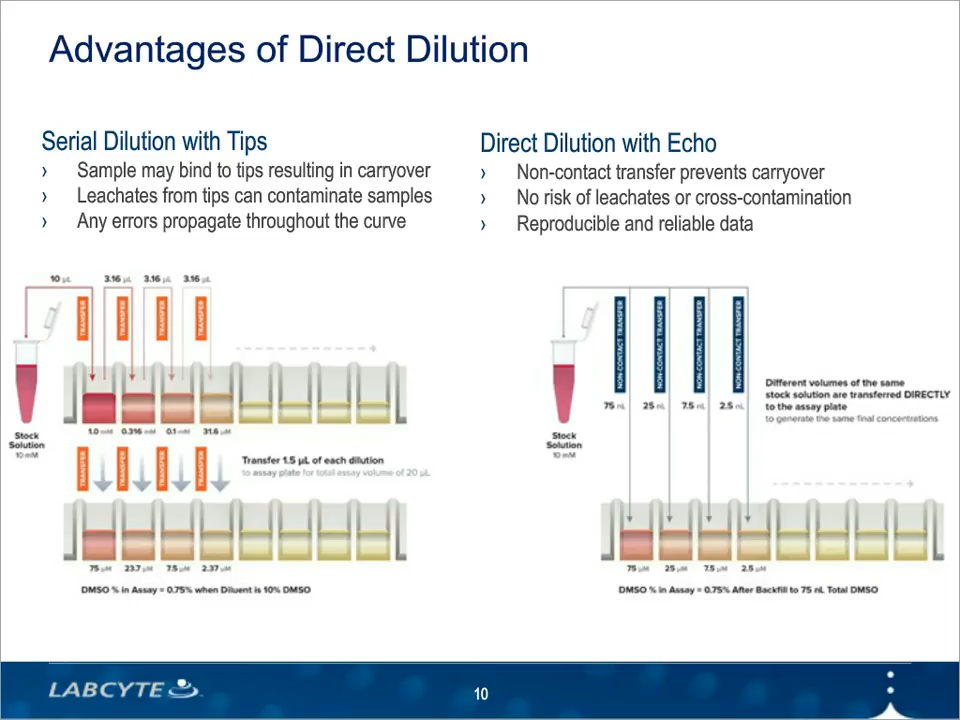 Advantages of Direct Dilution
Serial Dilution with Tips
› Sample may bind to tips resulting in carryover
› Leachates from tips can contaminate samples
› Any errors propagate throughout the curve
10 µL 3.16 µL 3.16 µL 3.16 µL
TRANSFER TRANSFER TRANSFER TRANSFER
Stock
Solution
10 mM
1.0 mM 0.316 mM 0.1 mM 31.6 µM
TRANSFER TRANSFER TRANSFER TRANSFER
Transfer 1.5 µL of each dilution
to assay plate for total assay volume of 20 µL
75 µM 23.7 µM 7.5 µM 2.37 µM
DMSO % in Assay = 0.75% when Diluent is 10% DMSO
Direct Dilution with Echo
› Non-contact transfer prevents carryover
› No risk of leachates or cross-contamination
› Reproducible and reliable data
NON-CONTACT TRANSFER NON-CONTACT TRANSFER NON-CONTACT TRANSFER NON-CONTACT TRANSFER
75 nL 25 nL 7.5 nL 2.5 nL
Stock
Solution
10 mM
Different volumes of the same
stock solution are transferred DIRECTLY
to the assay plate
to generate the same final concentrations
75 µM 25 µM 7.5 µM 2.5 µM
DMSO % in Assay = 0.75% After Backfill to 75 nL Total DMSO
LABCYTE
10